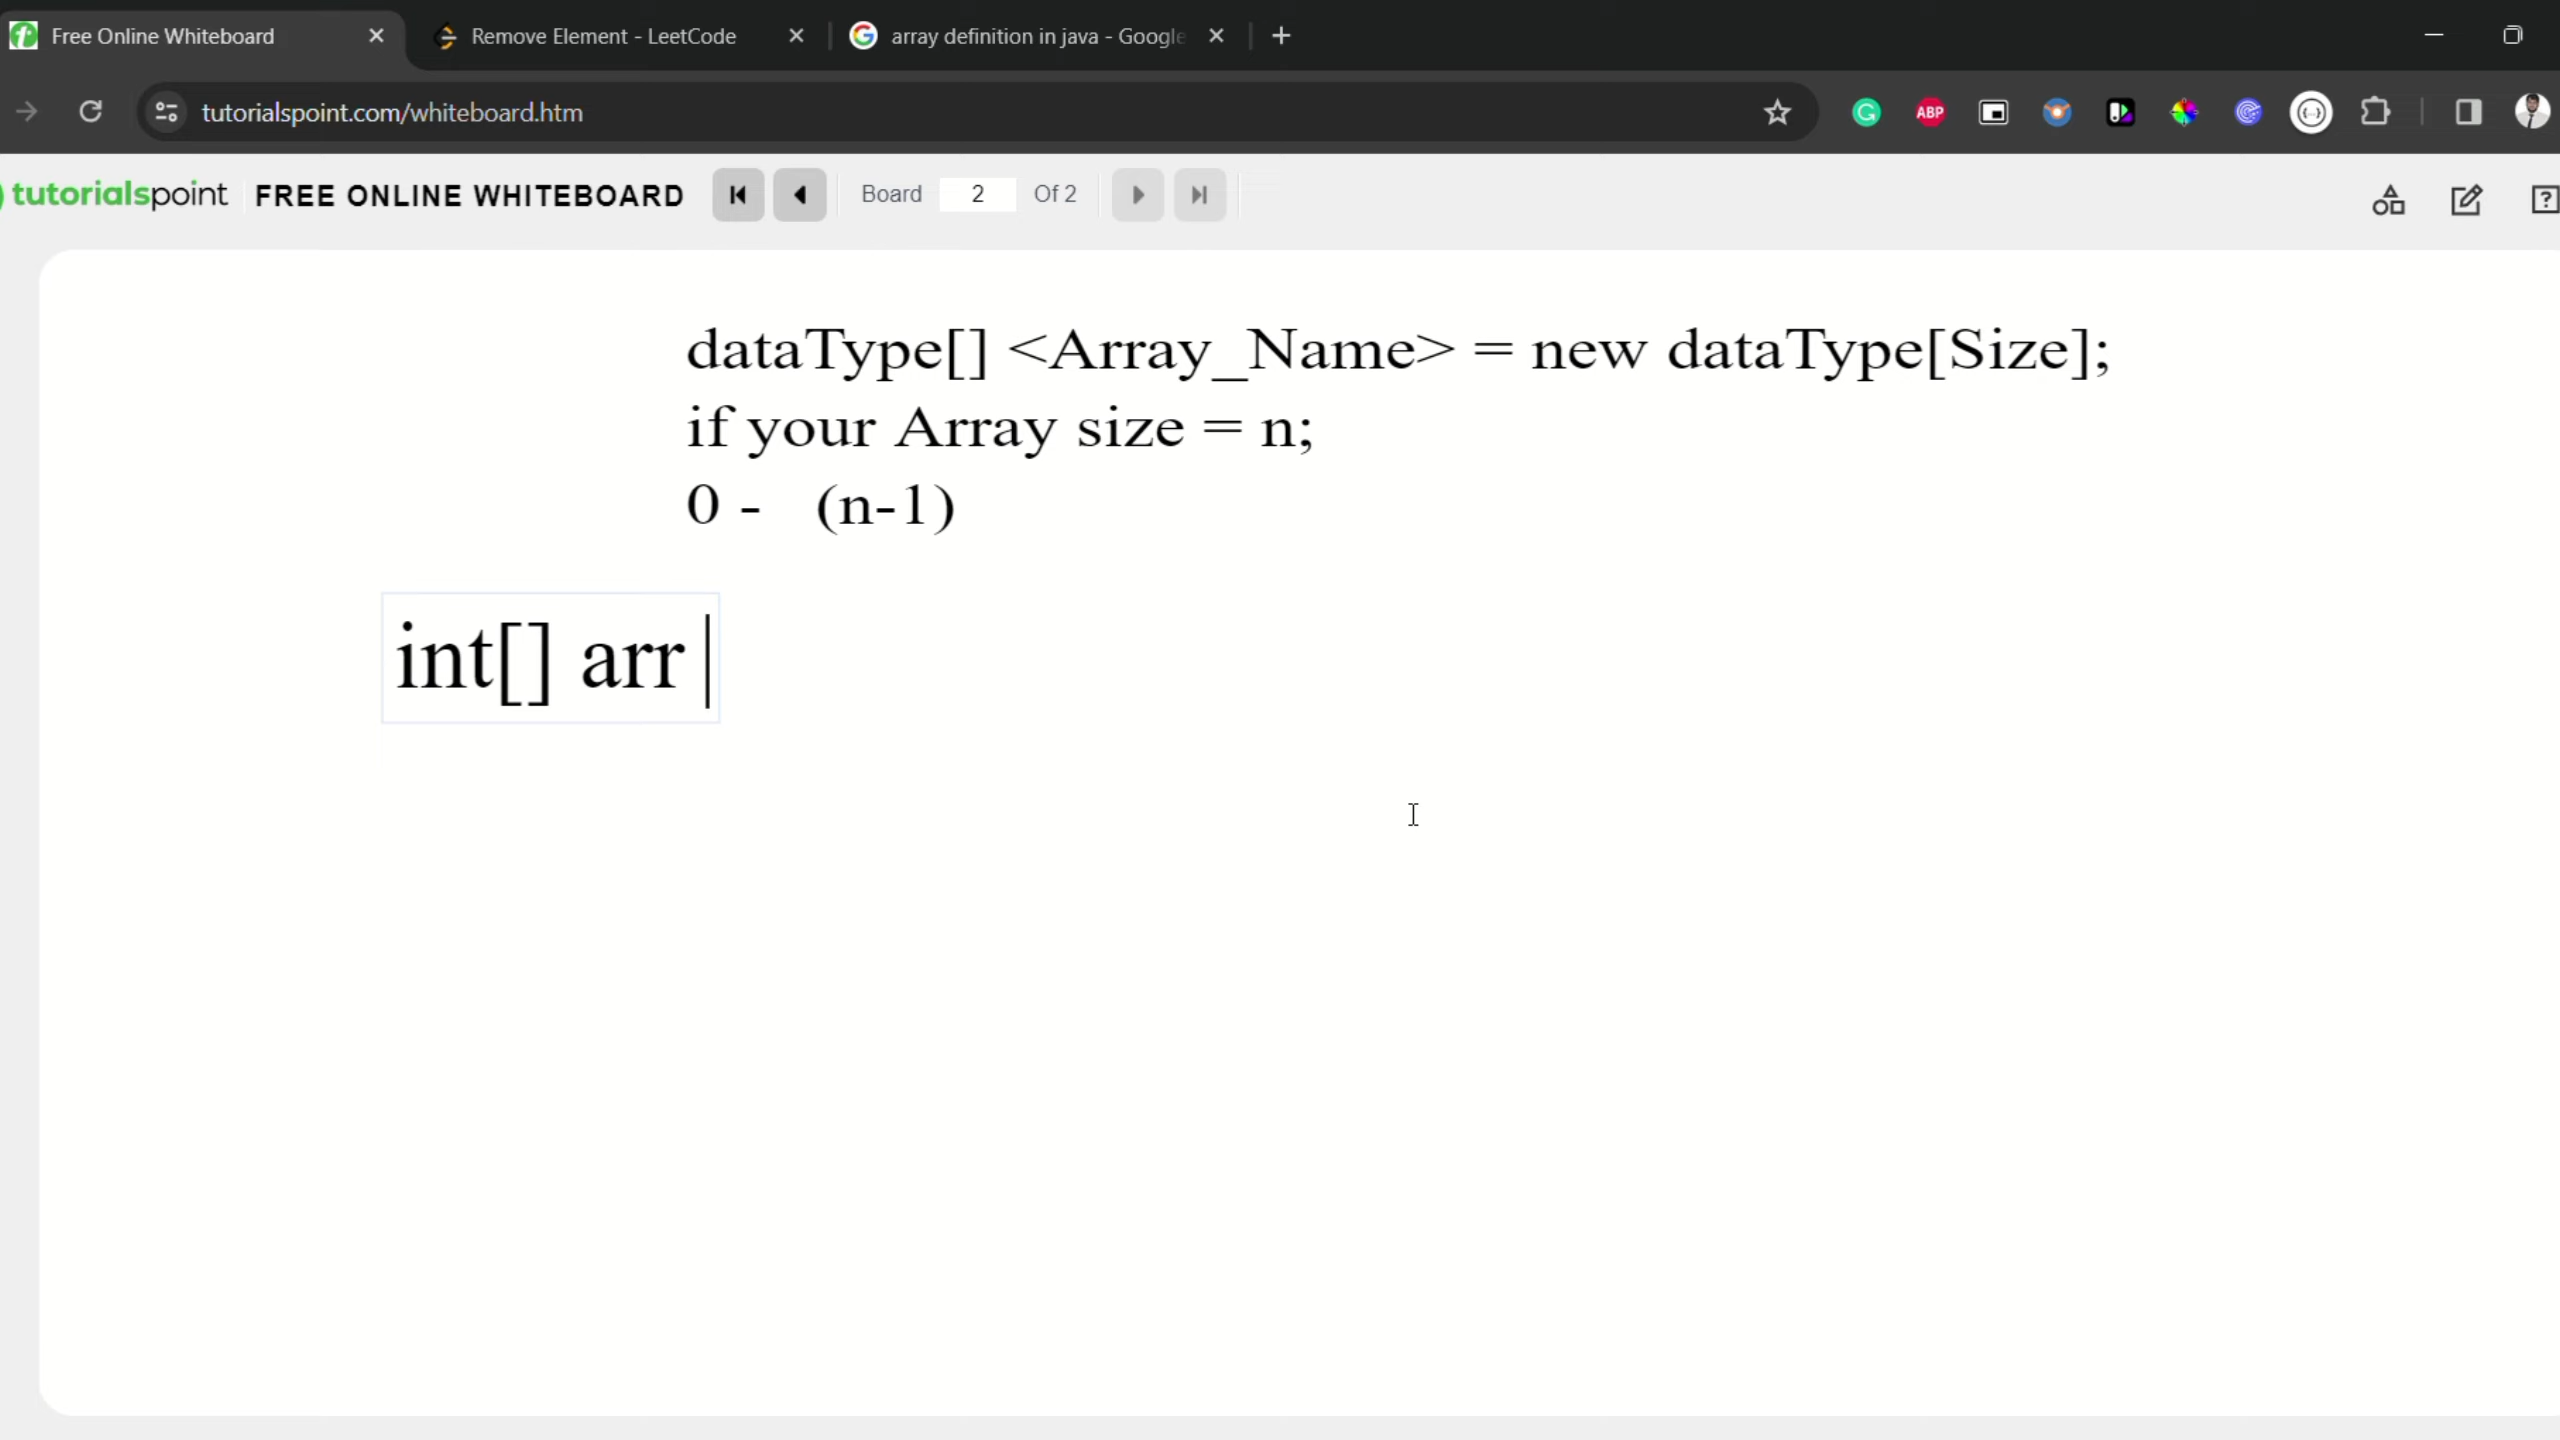 Free Online Whiteboard
Remove Element - LeetCode
array definition in java - Google
tutorialspoint.com/whiteboard.htm
ABP
tutorialspoint FREE ONLINE WHITEBOARD Board 2 Of 2
dataType[] <Array_Name> = new dataType[Size];
if your Array size = n;
0 - (n-1)
int[] arr